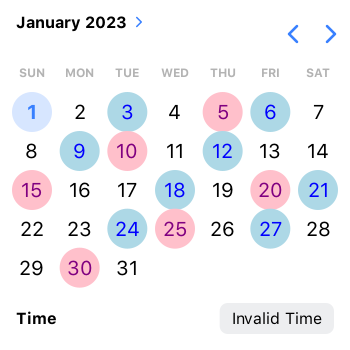 January 2023
SUN MON TUE WED THU FRI SAT
1 2 3 4 5 6 7
8 9 10 11 12 13 14
15 16 17 18 19 20 21
22 23 24 25 26 27 28
29 30 31
Time Invalid Time